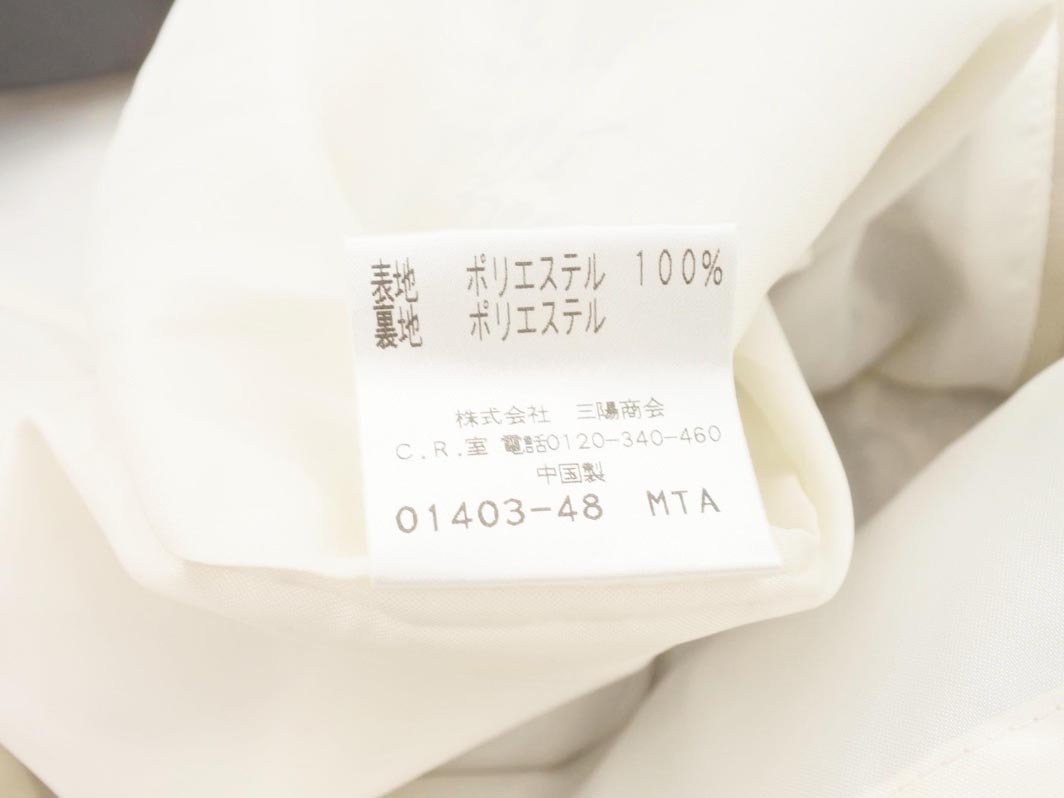 表地 ポリエステル 100%
裏地 ポリエステル
株式会社 三陽商会
C.R.室 電話0120-340-460
中国製
01403-48 MTA